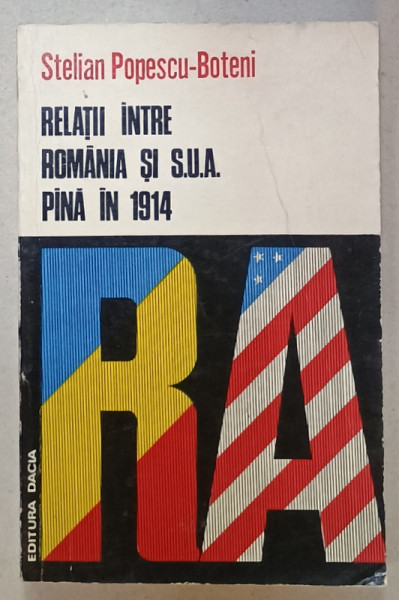 Stelian Popescu-Boteni
RELAȚII ÎNTRE
ROMÂNIA ȘI S.U.A.
PÎNĂ ÎN 1914
RA
EDITURA DACIA